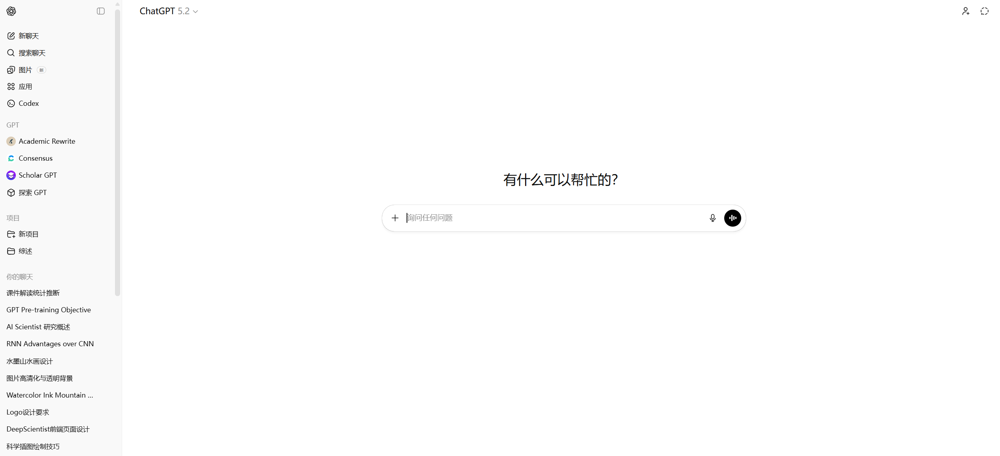 ChatGPT 5.2
新聊天
搜索聊天
图片 新
应用
Codex
GPT
Academic Rewrite
Consensus
Scholar GPT
探索 GPT
项目
新项目
综述
你的聊天
课件解读统计推断
GPT Pre-training Objective
AI Scientist 研究概述
RNN Advantages over CNN
水墨山水画设计
图片高清化与透明背景
Watercolor Ink Mountain ...
Logo设计要求
DeepScientist前端页面设计
科学插图绘制技巧
有什么可以帮忙的？
询问任何问题